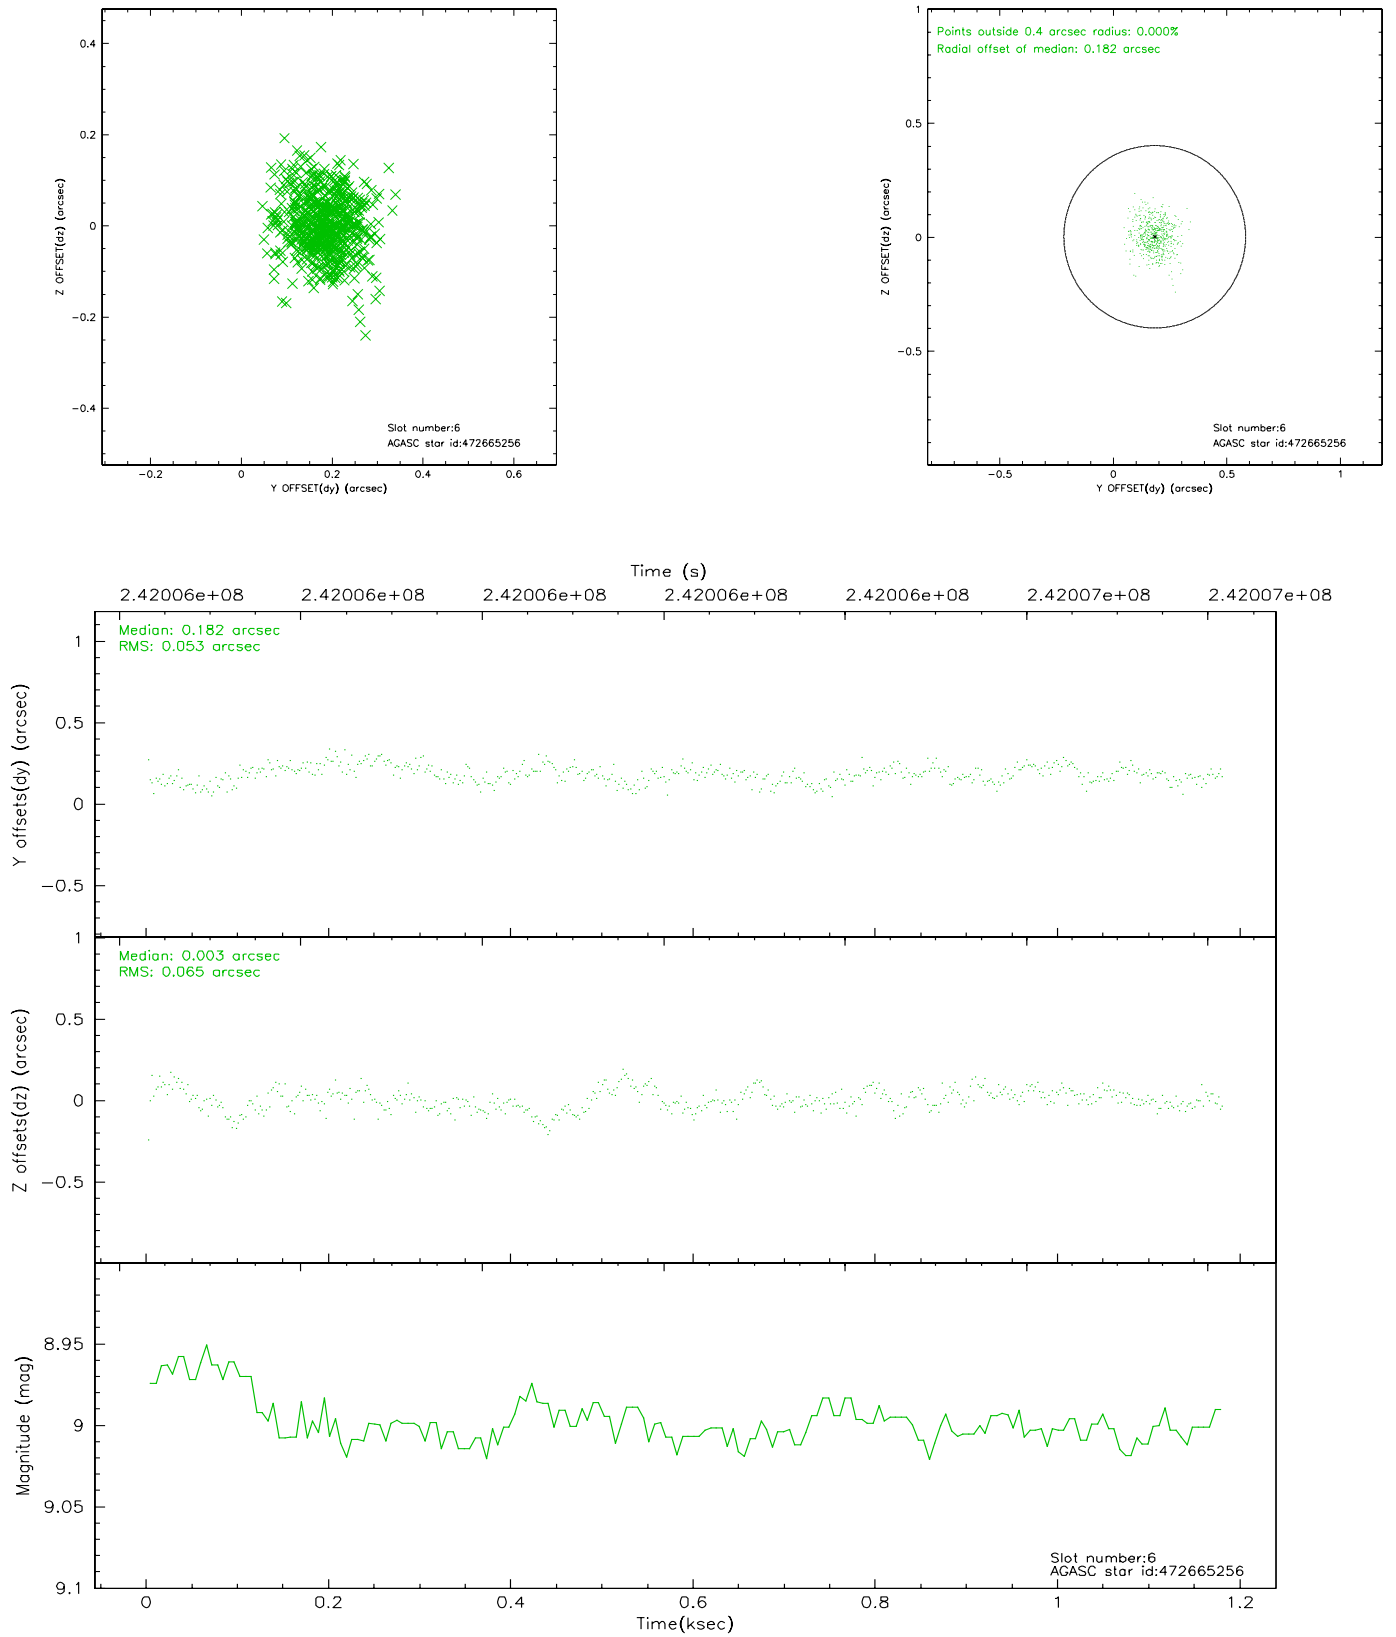 0.4
0.2
0
−0.2
−0.4
Z OFFSET(dz) (arcsec)
Slot number:6
AGASC star id:472665256
−0.2 0 0.2 0.4 0.6
Y OFFSET(dy) (arcsec)
1
Points outside 0.4 arcsec radius: 0.000%
Radial offset of median: 0.182 arcsec
0.5
0
−0.5
Z OFFSET(dz) (arcsec)
Slot number:6
AGASC star id:472665256
−0.5 0 0.5 1
Y OFFSET(dy) (arcsec)
Time (s)
2.42006e+08 2.42006e+08 2.42006e+08 2.42006e+08 2.42006e+08 2.42007e+08 2.42007e+08
Median: 0.182 arcsec
RMS: 0.053 arcsec
1
0.5
0
−0.5
Y offsets(dy) (arcsec)
1
Median: 0.003 arcsec
RMS: 0.065 arcsec
0.5
0
−0.5
Z offsets(dz) (arcsec)
8.95
9
9.05
9.1
Magnitude (mag)
Slot number:6
AGASC star id:472665256
0 0.2 0.4 0.6 0.8 1 1.2
Time(ksec)